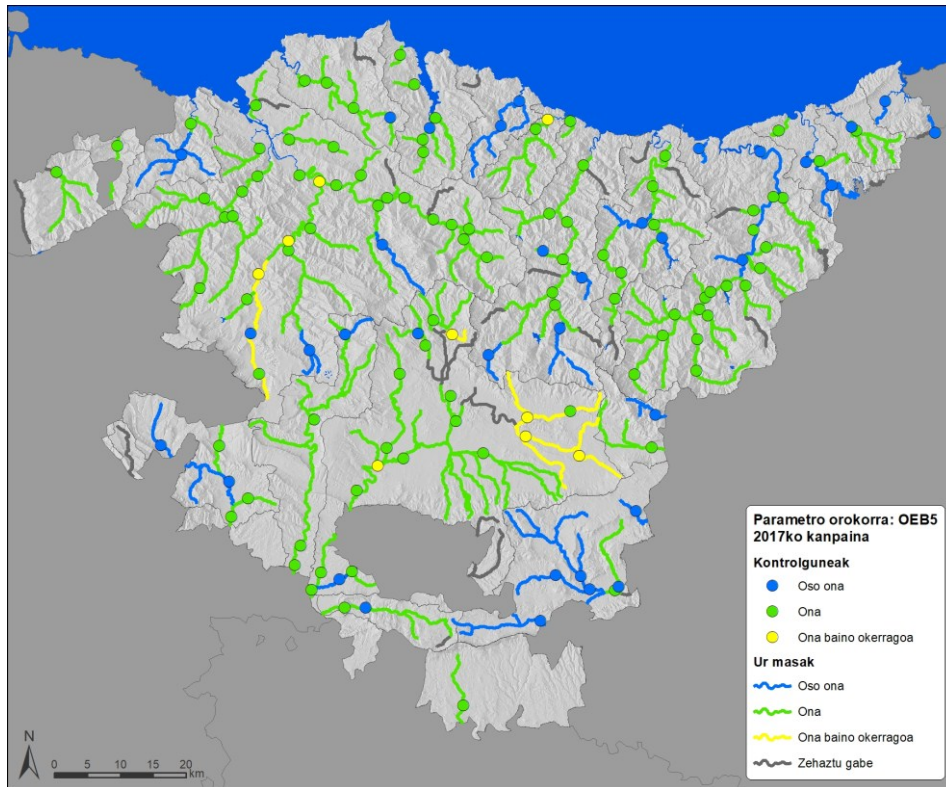 Parametro orokorra: OEB5
2017ko kanpaina
Kontrolguneak
Oso ona
Ona
Ona baino okerragoa
Ur masak
Oso ona
Ona
Ona baino okerragoa
Zehaztu gabe
N
0 5 10 15 20
km